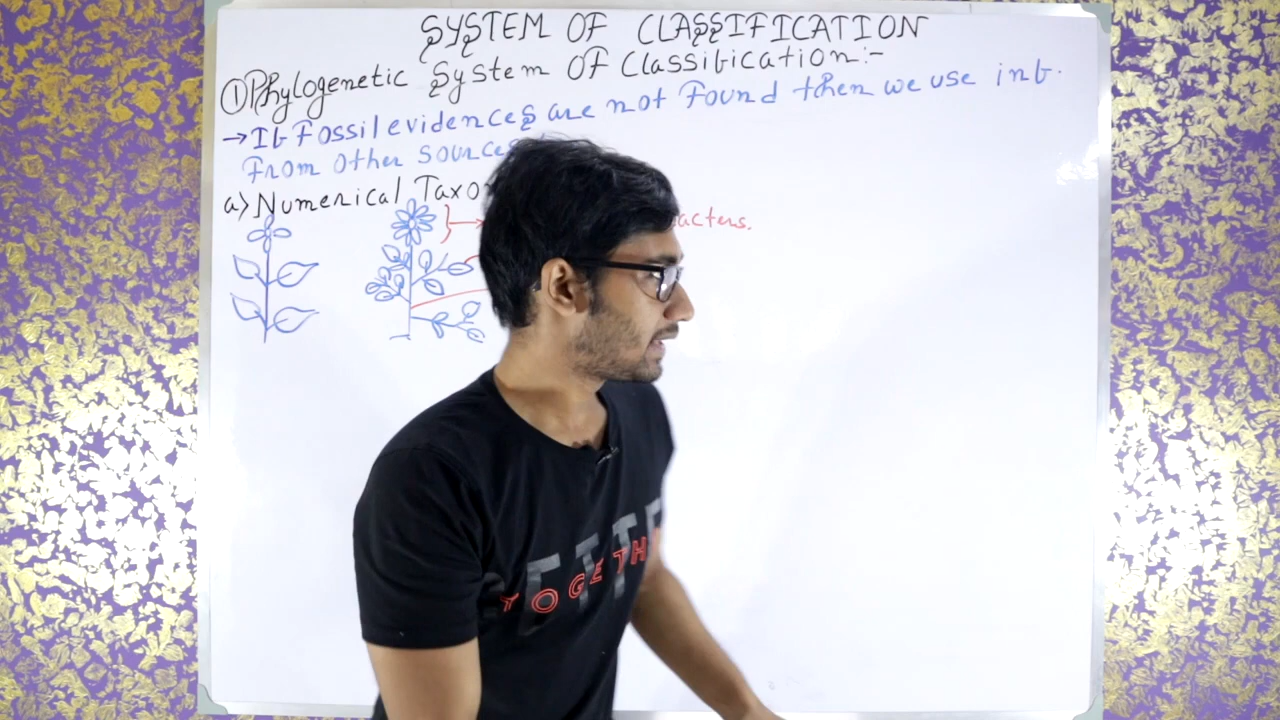 SYSTEM OF CLASSIFICATION
① Phylogenetic System Of Classification:-
→ If Fossil evidences are not Found then we use inf.
From other sources
a) Numerical Taxo
acters.
TOGETH